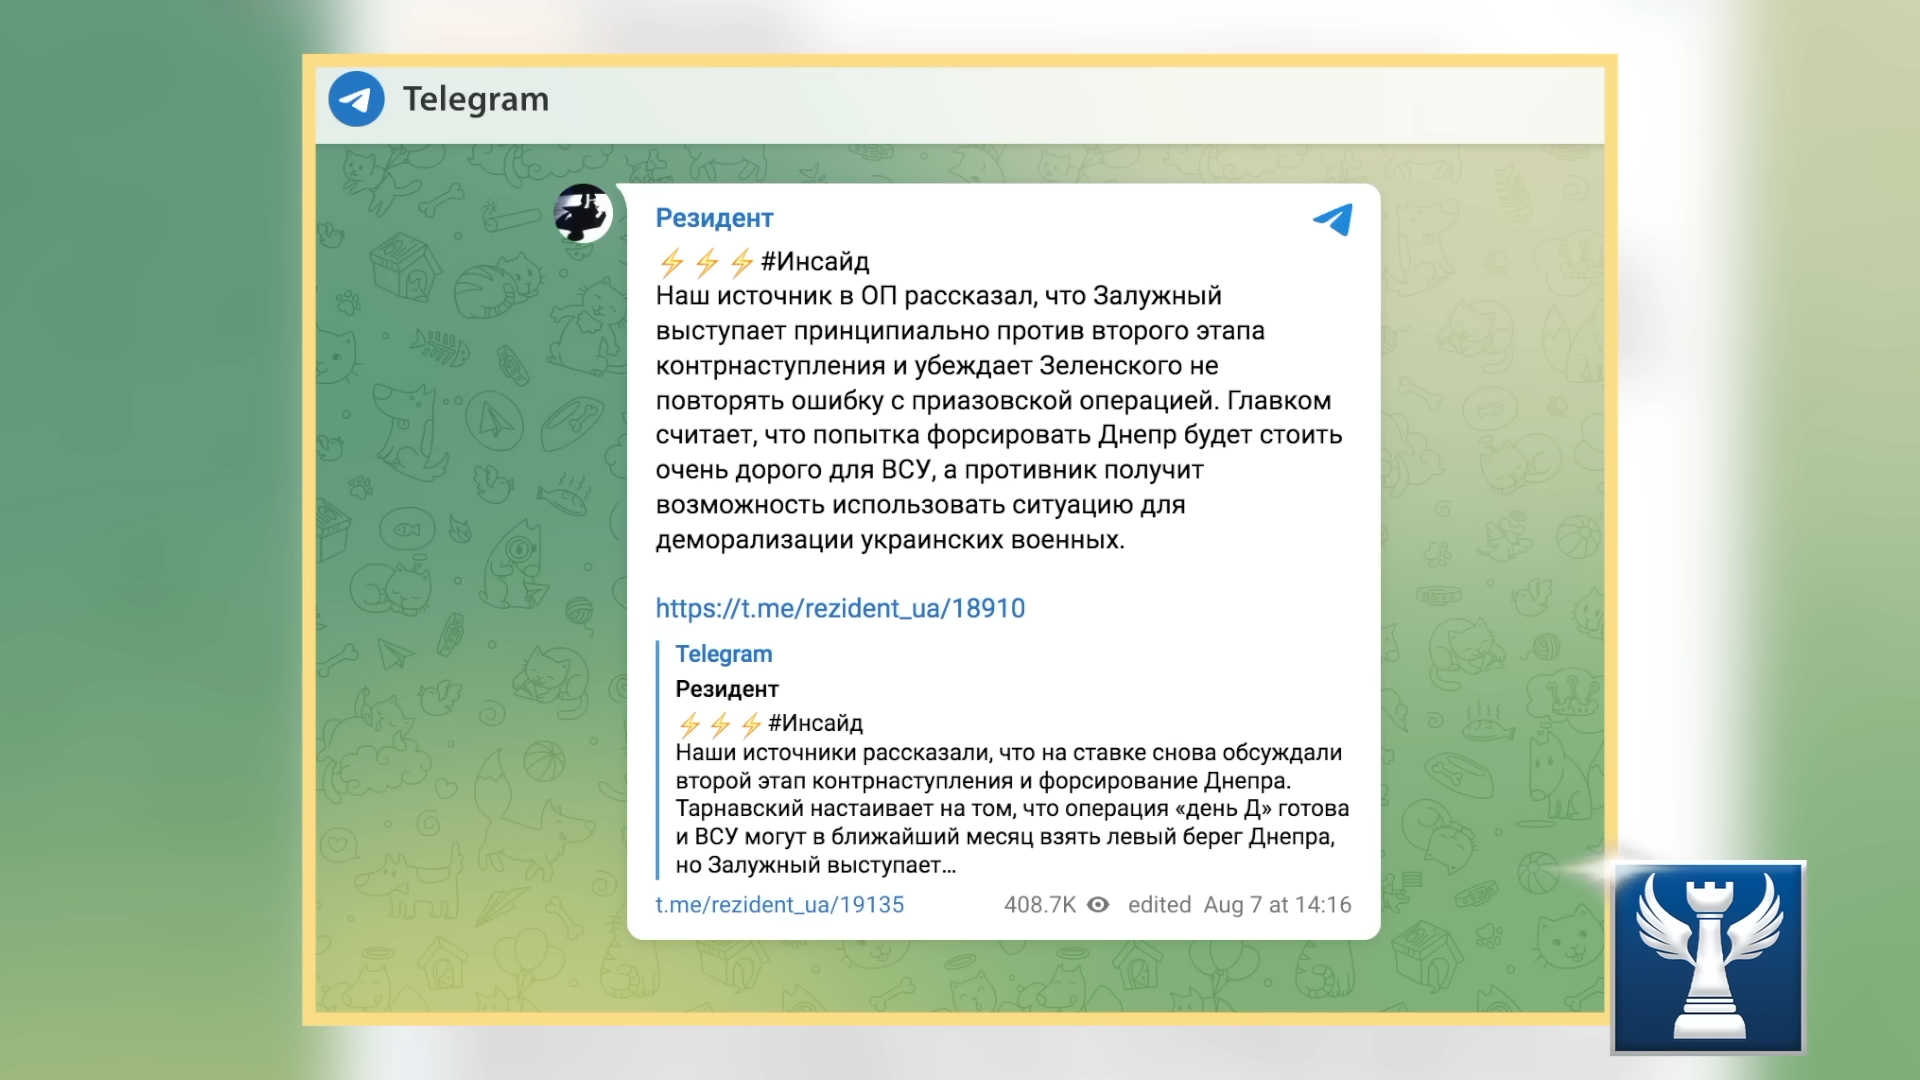 Telegram
Резидент
⚡⚡⚡#Инсайд
Наш источник в ОП рассказал, что Залужный
выступает принципиально против второго этапа
контрнаступления и убеждает Зеленского не
повторять ошибку с приазовской операцией. Главком
считает, что попытка форсировать Днепр будет стоить
очень дорого для ВСУ, а противник получит
возможность использовать ситуацию для
деморализации украинских военных.
https://t.me/rezident_ua/18910
Telegram
Резидент
⚡⚡⚡#Инсайд
Наши источники рассказали, что на ставке снова обсуждали
второй этап контрнаступления и форсирование Днепра.
Тарнавский настаивает на том, что операция «день Д» готова
и ВСУ могут в ближайший месяц взять левый берег Днепра,
но Залужный выступает…
t.me/rezident_ua/19135 408.7K edited Aug 7 at 14:16